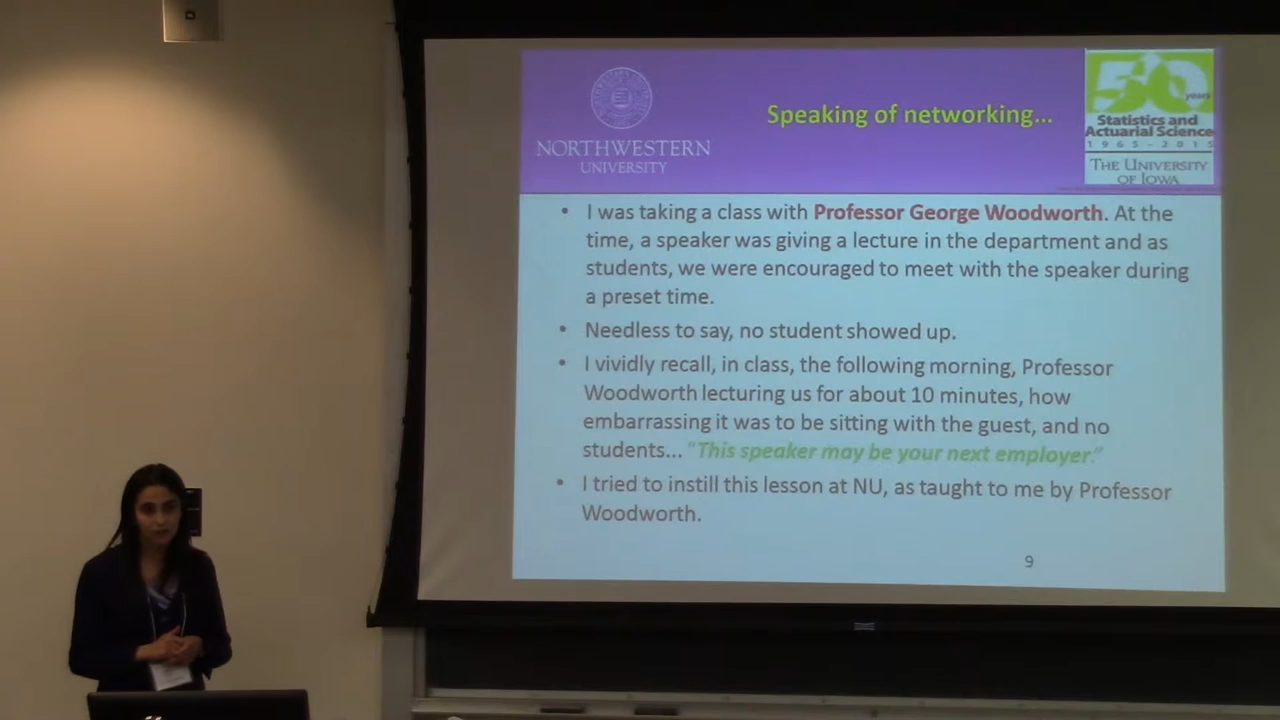 Speaking of networking...
NORTHWESTERN
UNIVERSITY
50
years
Statistics and
Actuarial Science
1965-2015
THE UNIVERSITY
OF IOWA
• I was taking a class with Professor George Woodworth. At the
time, a speaker was giving a lecture in the department and as
students, we were encouraged to meet with the speaker during
a preset time.
• Needless to say, no student showed up.
• I vividly recall, in class, the following morning, Professor
Woodworth lecturing us for about 10 minutes, how
embarrassing it was to be sitting with the guest, and no
students... “This speaker may be your next employer.”
• I tried to instill this lesson at NU, as taught to me by Professor
Woodworth.
9